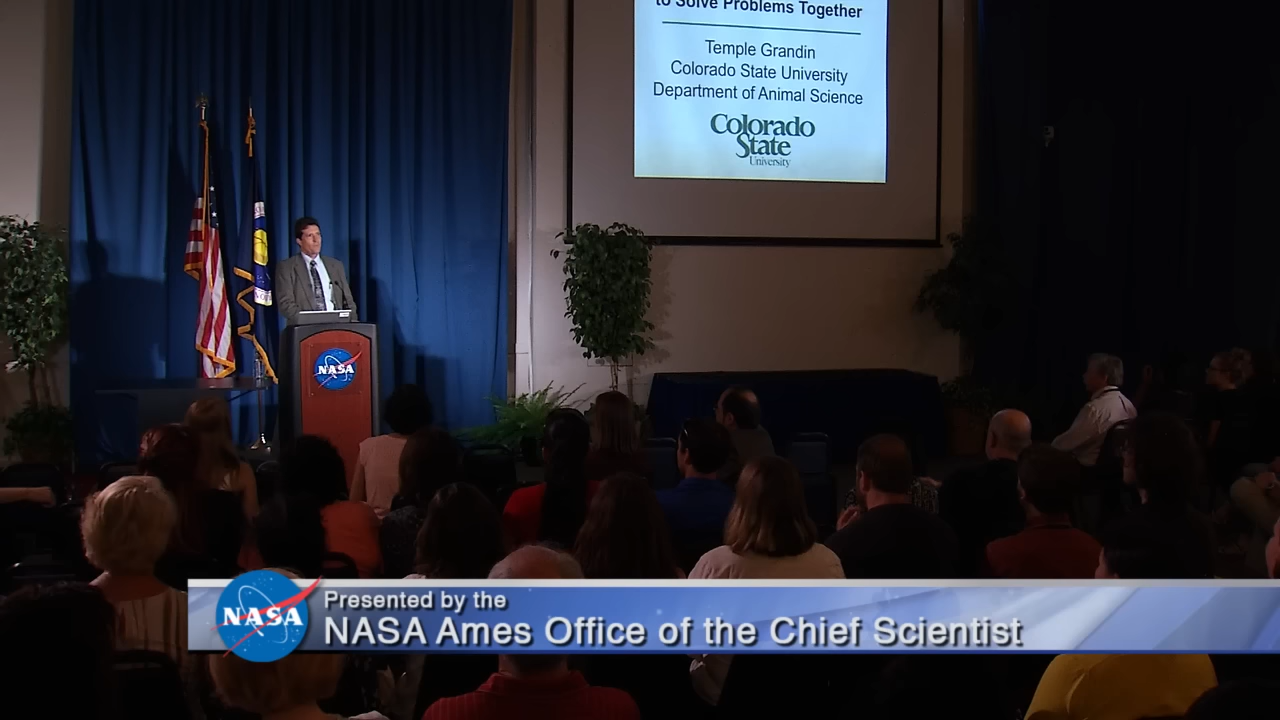 to Solve Problems Together
Temple Grandin
Colorado State University
Department of Animal Science
Colorado
State
University
NASA
NASA
Presented by the
NASA Ames Office of the Chief Scientist